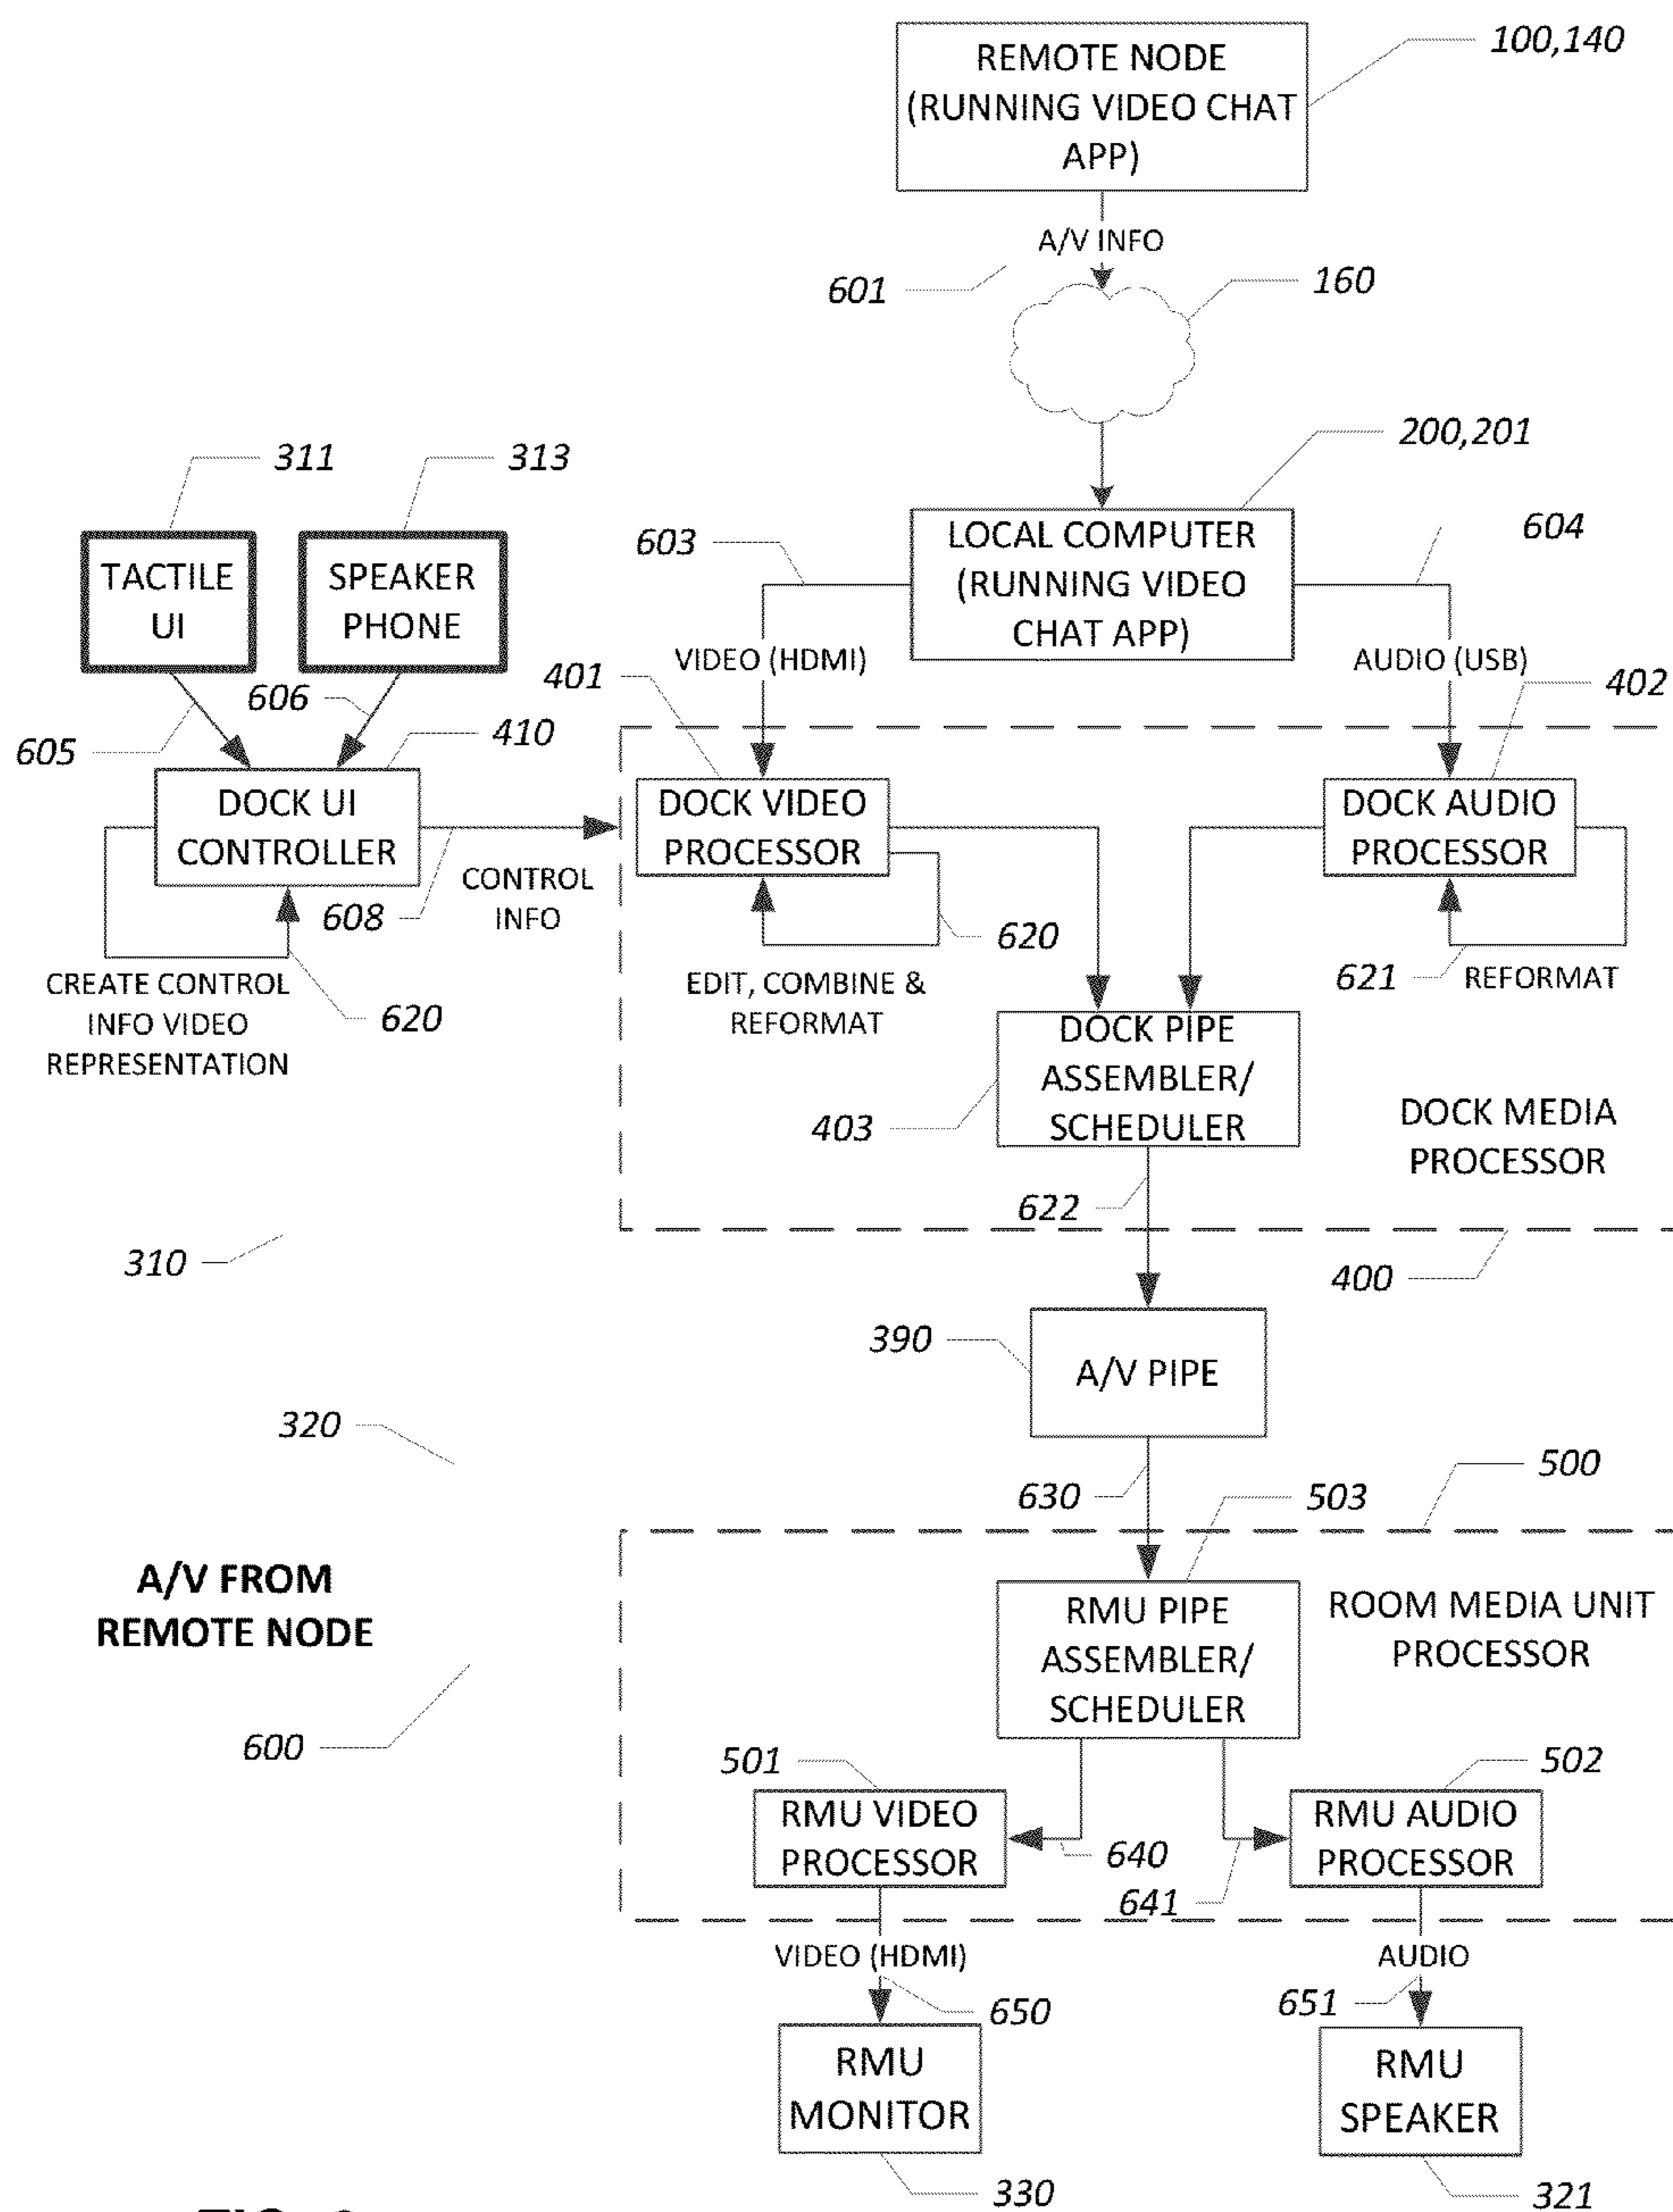 REMOTE NODE
(RUNNING VIDEO CHAT
APP)
100,140
A/V INFO
601
160
200,201
LOCAL COMPUTER
(RUNNING VIDEO
CHAT APP)
603
604
VIDEO (HDMI)
AUDIO (USB)
311
313
TACTILE
UI
SPEAKER
PHONE
605
606
410
DOCK UI
CONTROLLER
608
CONTROL
INFO
CREATE CONTROL
INFO VIDEO
REPRESENTATION
620
401
402
DOCK VIDEO
PROCESSOR
DOCK AUDIO
PROCESSOR
620
EDIT, COMBINE &
REFORMAT
621
REFORMAT
DOCK PIPE
ASSEMBLER/
SCHEDULER
403
DOCK MEDIA
PROCESSOR
622
310
400
390
A/V PIPE
320
630
503
500
A/V FROM
REMOTE NODE
600
RMU PIPE
ASSEMBLER/
SCHEDULER
ROOM MEDIA UNIT
PROCESSOR
501
502
RMU VIDEO
PROCESSOR
RMU AUDIO
PROCESSOR
640
641
VIDEO (HDMI)
AUDIO
650
651
RMU
MONITOR
RMU
SPEAKER
330
321